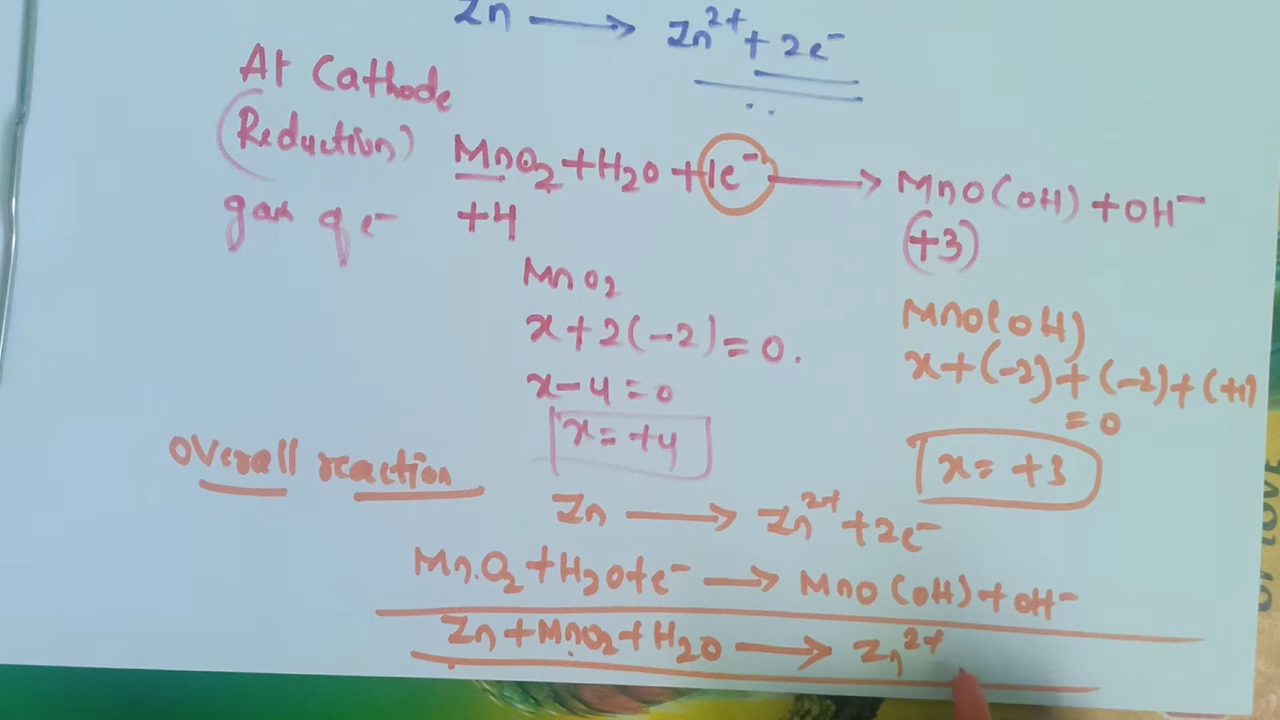 Zn ⟶ Zn²⁺ + 2e⁻
At Cathode
(Reduction) MnO₂ + H₂O + 1e⁻ ⟶ MnO(OH) + OH⁻
gain of e⁻ +4 (+3)
MnO₂
x + 2(-2) = 0.
x - 4 = 0
x = +4
MnO(OH)
x + (-2) + (-2) + (+1)
= 0
x = +3
Overall reaction
Zn ⟶ Zn²⁺ + 2e⁻
MnO₂ + H₂O + e⁻ ⟶ MnO(OH) + OH⁻
Zn + MnO₂ + H₂O ⟶ Zn²⁺